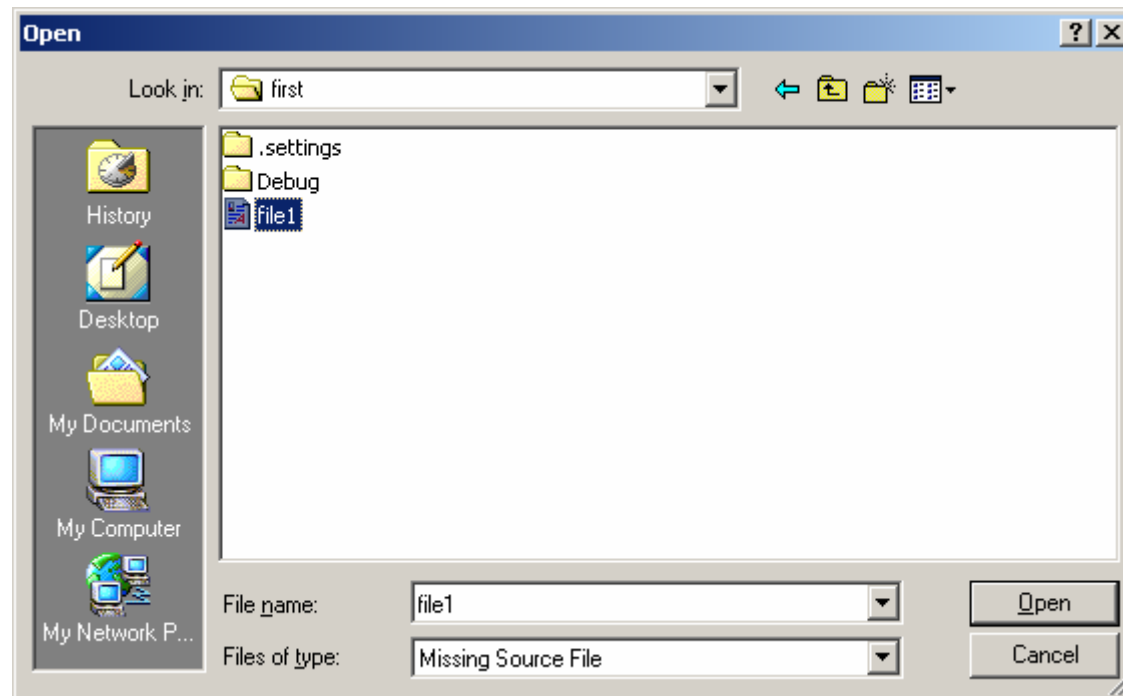 Open
Look in: first
.settings
Debug
file1
History
Desktop
My Documents
My Computer
My Network P...
File name: file1 Open
Files of type: Missing Source File Cancel